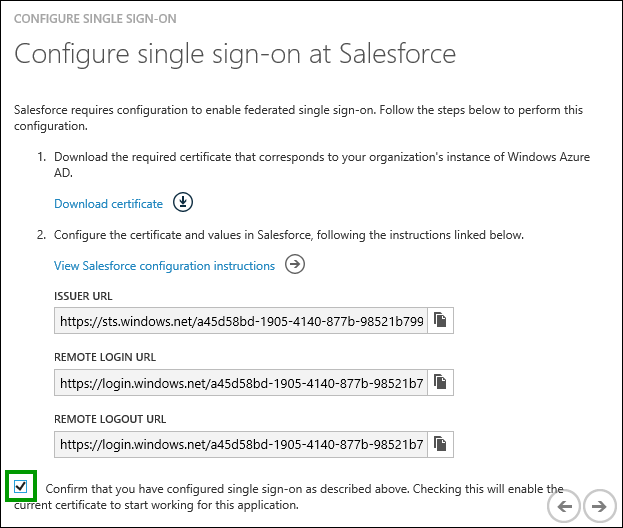 CONFIGURE SINGLE SIGN-ON
Configure single sign-on at Salesforce
Salesforce requires configuration to enable federated single sign-on. Follow the steps below to perform this
configuration.
1. Download the required certificate that corresponds to your organization's instance of Windows Azure
AD.
Download certificate
2. Configure the certificate and values in Salesforce, following the instructions linked below.
View Salesforce configuration instructions
ISSUER URL
https://sts.windows.net/a45d58bd-1905-4140-877b-98521b799
REMOTE LOGIN URL
https://login.windows.net/a45d58bd-1905-4140-877b-98521b7
REMOTE LOGOUT URL
https://login.windows.net/a45d58bd-1905-4140-877b-98521b7
Confirm that you have configured single sign-on as described above. Checking this will enable the
current certificate to start working for this application.